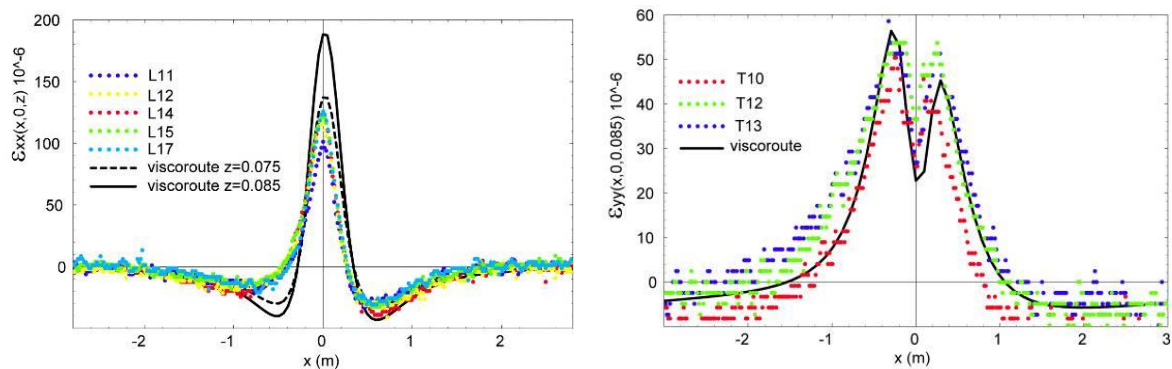 200
150
100
50
0
εxx(x,0,z) 10^-6
L11
L12
L14
L15
L17
viscoroute z=0.075
viscoroute z=0.085
-2
-1
0
1
2
x (m)
60
50
40
30
20
10
0
-10
εyy(x,0,0.085) 10^-6
T10
T12
T13
viscoroute
-2
-1
0
1
2
3
x (m)